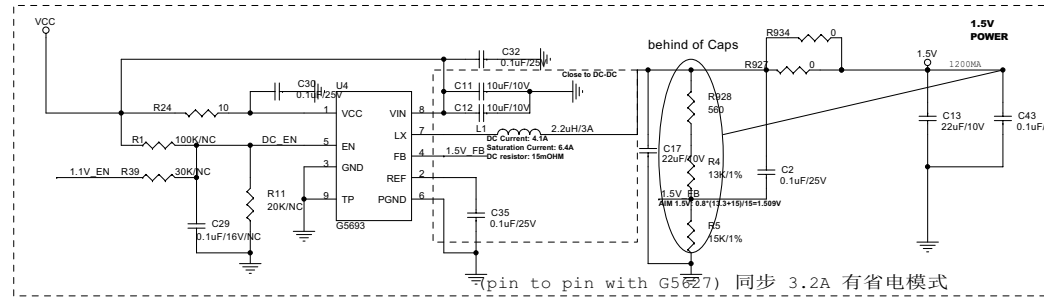 VCC
1.5V
POWER
R934
0
behind of Caps
C32
0.1uF/25V
R927
0
1.5V
1200MA
Close to DC-DC
C30
0.1uF/25V
U4
C11
10uF/10V
R928
560
R24
10
1
VCC
VIN
8
C12
10uF/10V
C13
22uF/10V
C43
0.1uF/
LX
7
L1
2.2uH/3A
DC Current: 4.1A
Saturation Current: 6.4A
DC resistor: 15mOHM
R1
100K/NC
DC_EN
5
EN
FB
4
1.5V_FB
C17
22uF/10V
R4
13K/1%
C2
0.1uF/25V
3
GND
REF
2
1.1V_EN
R39
30K/NC
R11
20K/NC
9
TP
PGND
6
G5693
1.5V_FB
AIM 1.5V: 0.8*(13.3+15)/15=1.509V
C29
0.1uF/16V/NC
C35
0.1uF/25V
R5
15K/1%
(pin to pin with G5627) 同步 3.2A 有省电模式